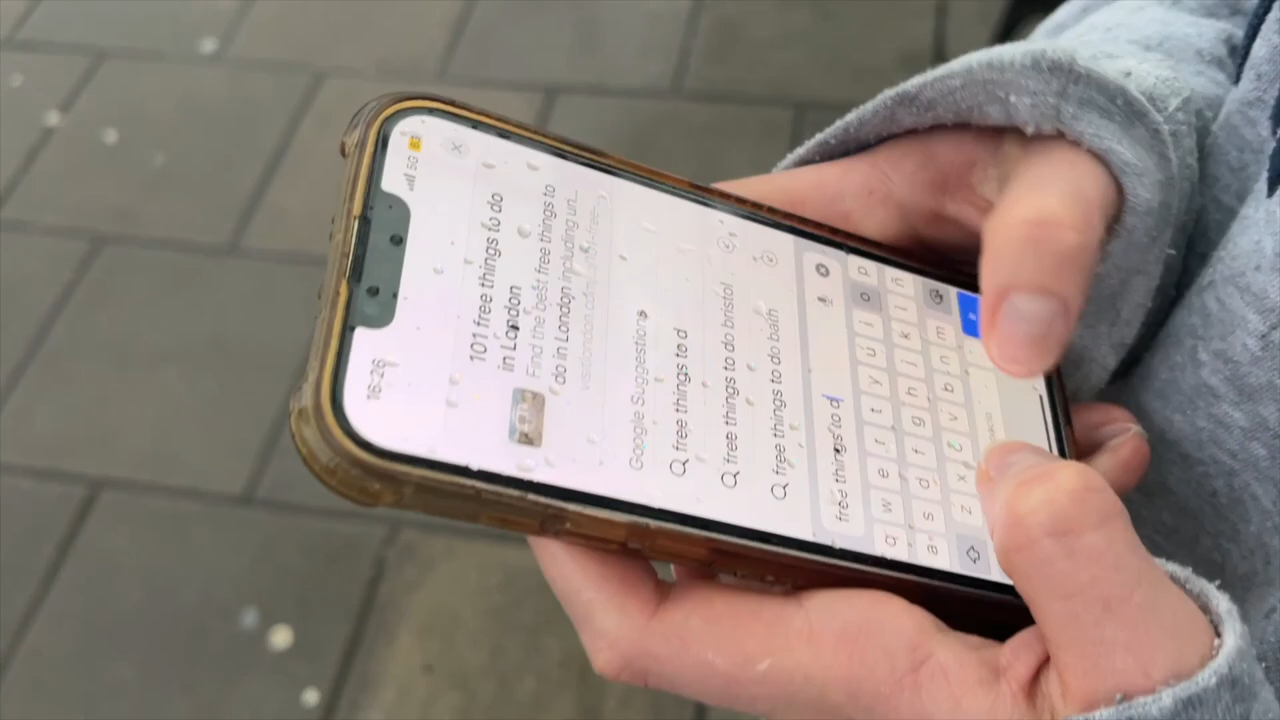 16:26
5G
101 free things to do
in London
Find the best free things to
do in London including un...
Google Suggestions
free things to d
free things to do bristol
free things to do bath
free things to d
q w e r t y u i o p
a s d f g h j k l ñ
z x c v b n m